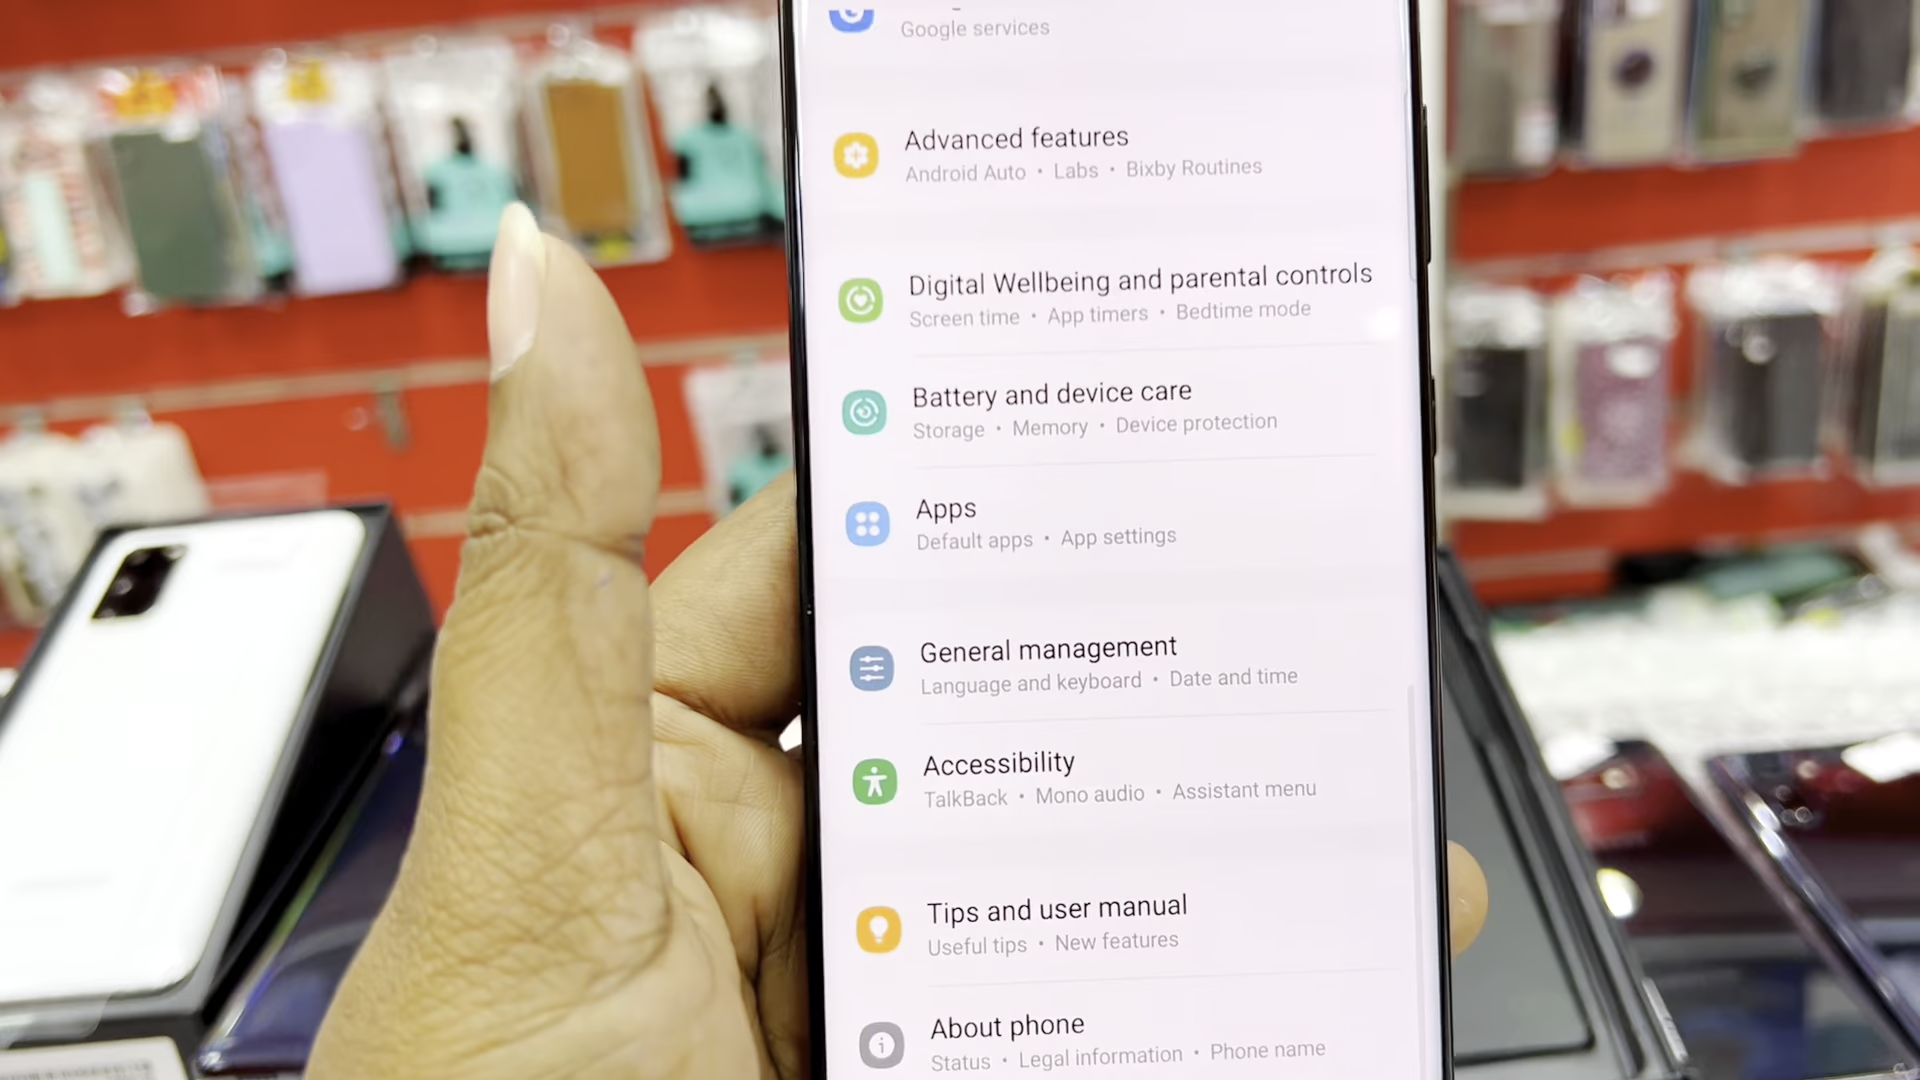 Google services
Advanced features
Android Auto • Labs • Bixby Routines
Digital Wellbeing and parental controls
Screen time • App timers • Bedtime mode
Battery and device care
Storage • Memory • Device protection
Apps
Default apps • App settings
General management
Language and keyboard • Date and time
Accessibility
TalkBack • Mono audio • Assistant menu
Tips and user manual
Useful tips • New features
About phone
Status • Legal information • Phone name